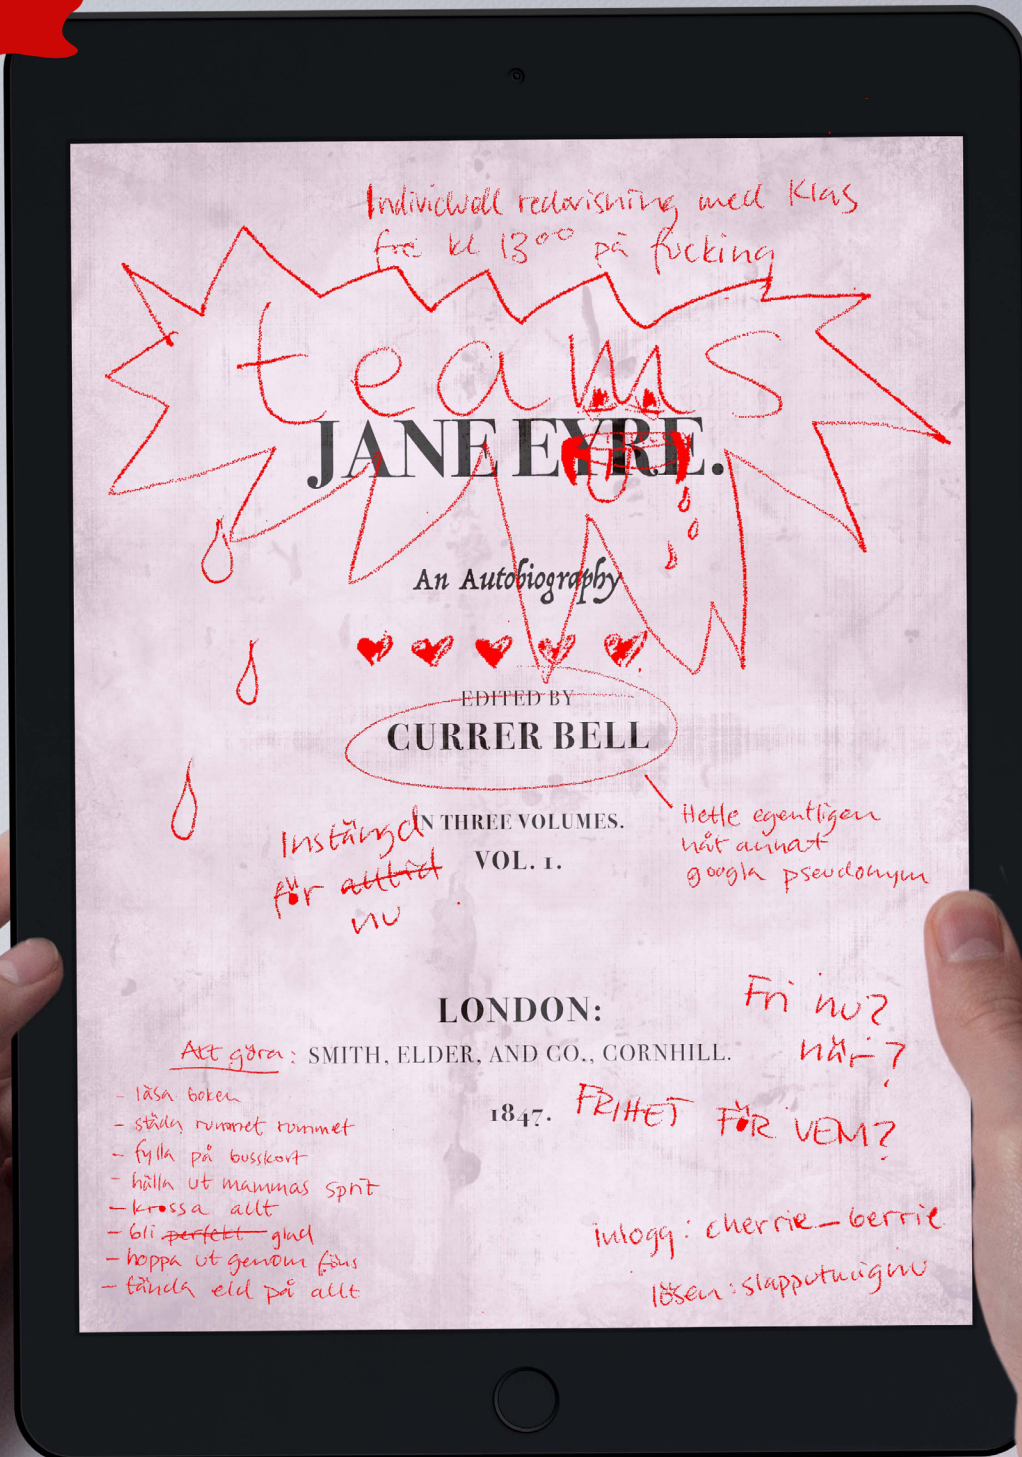 Individuell redovisning med Klas
fre kl 13⁰⁰ på fucking
teams
JANE EYRE.
An Autobiography
EDITED BY
CURRER BELL
IN THREE VOLUMES.
VOL. 1.
Hette egentligen
nåt annat
googla pseudonym
Instängd
för alltid
nu
LONDON:
SMITH, ELDER, AND CO., CORNHILL.
1847.
Fri nu?
när?
FRIHET FÖR VEM?
Att göra:
- läsa boken
- städa rummet rummet
- fylla på busskort
- hälla ut mammas sprit
- krossa allt
- bli perfekt glad
- hoppa ut genom föns
- tända eld på allt
inlogg: cherrie_berrie
lösen: slapputmignu